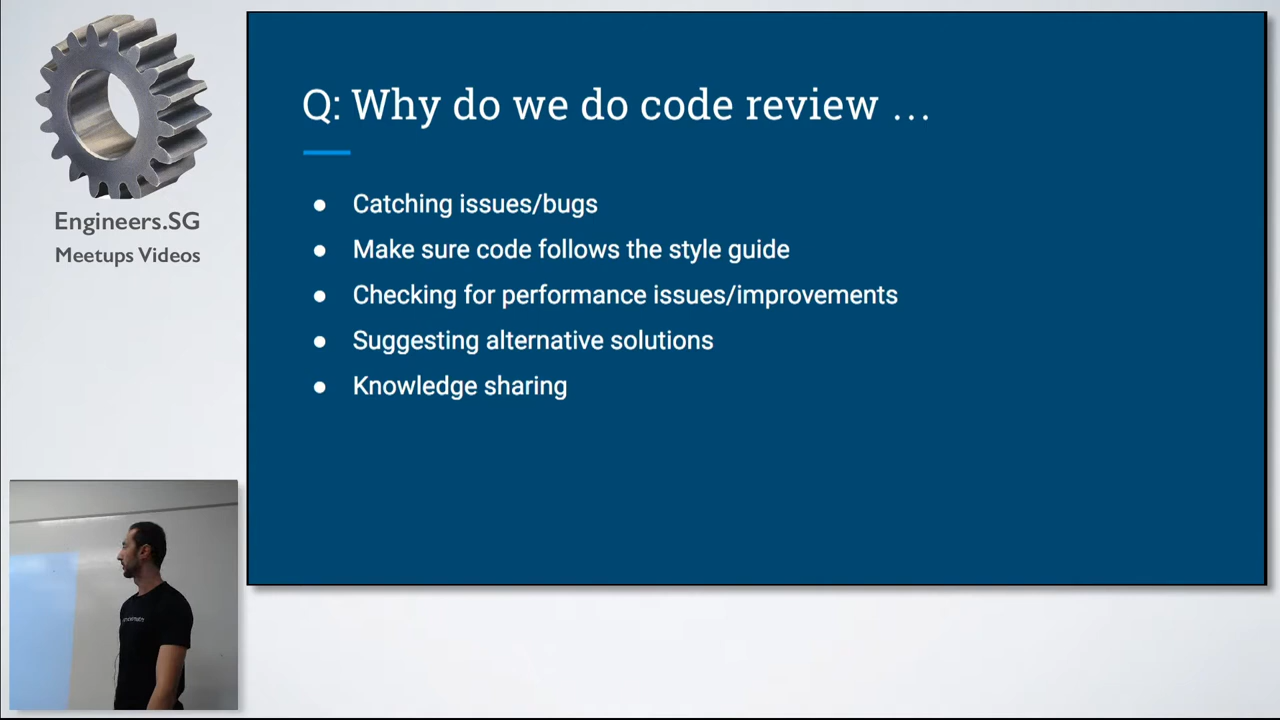 Engineers.SG
Meetups Videos
Q: Why do we do code review ...
● Catching issues/bugs
● Make sure code follows the style guide
● Checking for performance issues/improvements
● Suggesting alternative solutions
● Knowledge sharing